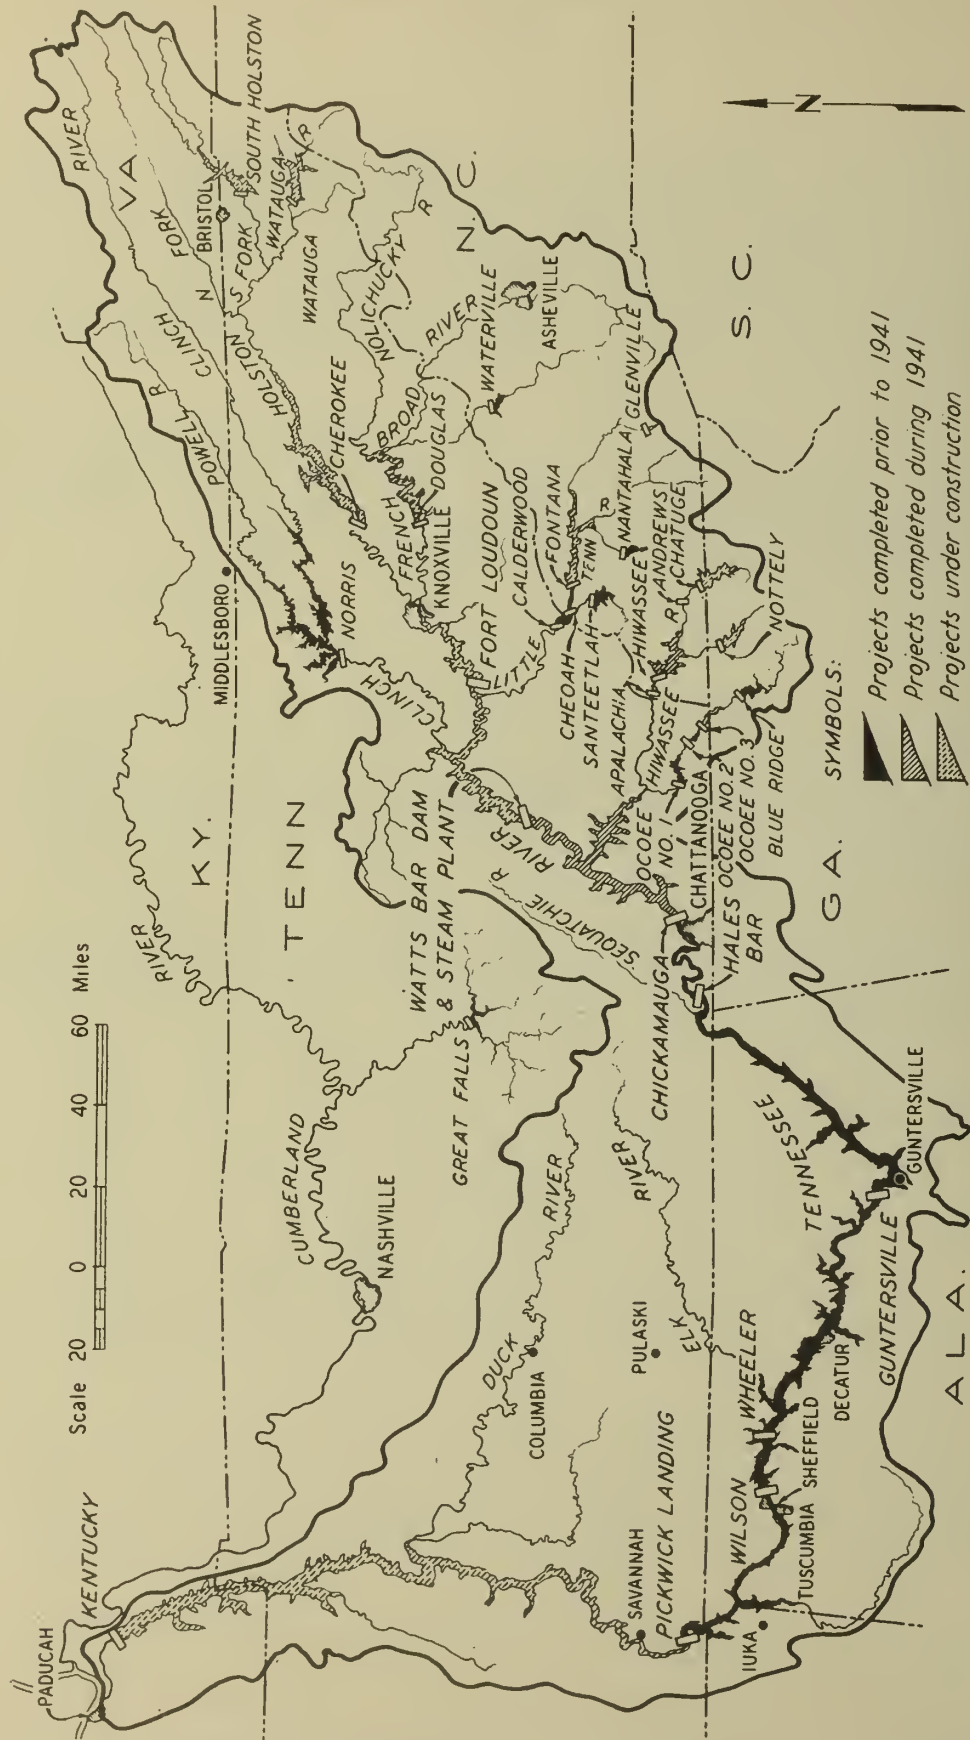 PADUCAH
KENTUCKY
Scale 20 0 20 40 60 Miles
KY.
TENN
VA
N. C.
S. C.
GA.
ALA.
N
RIVER
CUMBERLAND
NASHVILLE
MIDDLESBORO
POWELL R
CLINCH
RIVER
N FORK
BRISTOL
S FORK
HOLSTON
SOUTH HOLSTON
WATAUGA
WATAUGA R
NOLICHUCKY R
CHEROKEE
FRENCH
BROAD
RIVER
DOUGLAS
KNOXVILLE
WATERVILLE
ASHEVILLE
NORRIS
CLINCH
FORT LOUDOUN
LITTLE
TENN R
CALDERWOOD
FONTANA
CHEOAH
SANTEETLAH
NANTAHALA
GLENVILLE
APALACHIA
HIWASSEE
ANDREWS
CHATUGE
HIWASSEE R
NOTTELY
WATTS BAR DAM
& STEAM PLANT
GREAT FALLS
RIVER
SEQUATCHIE R
OCOEE
NO. 1
CHATTANOOGA
OCOEE NO.2
OCOEE NO.3
BLUE RIDGE
HALES
BAR
CHICKAMAUGA
DUCK
RIVER
COLUMBIA
PULASKI
ELK
RIVER
SAVANNAH
PICKWICK LANDING
IUKA
WILSON
TUSCUMBIA
SHEFFIELD
WHEELER
DECATUR
TENNESSEE
GUNTERSVILLE
GUNTERSVILLE
SYMBOLS:
Projects completed prior to 1941
Projects completed during 1941
Projects under construction